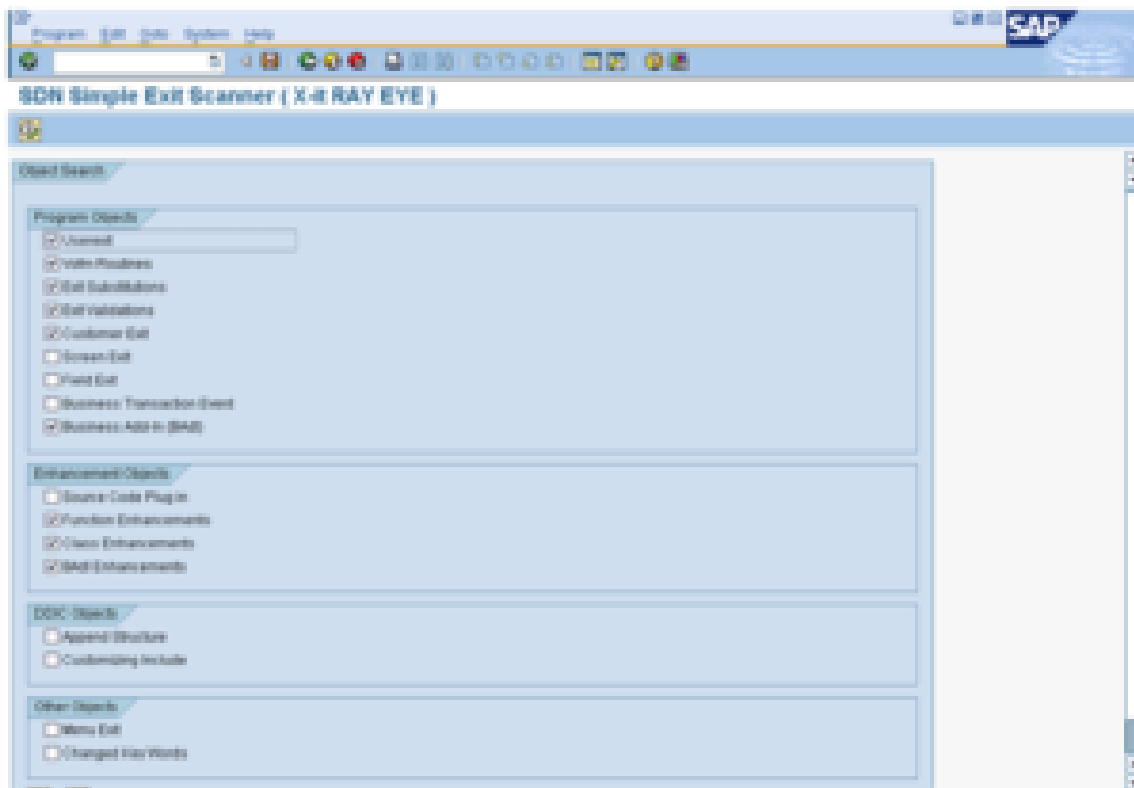 Program Edit Goto System Help
SAP
SDN Simple Exit Scanner ( X-it RAY EYE )
Object Search
Program Objects
Userexit
Vofm Routines
Exit Substitutions
Exit Validations
Customer Exit
Screen Exit
Field Exit
Business Transaction Event
Business Add-in (BAdI)
Enhancement Objects
Source Code Plug in
Function Enhancements
Class Enhancements
BAdI Enhancements
DDIC Objects
Append Structure
Customizing Include
Other Objects
Menu Exit
Changed Key Words